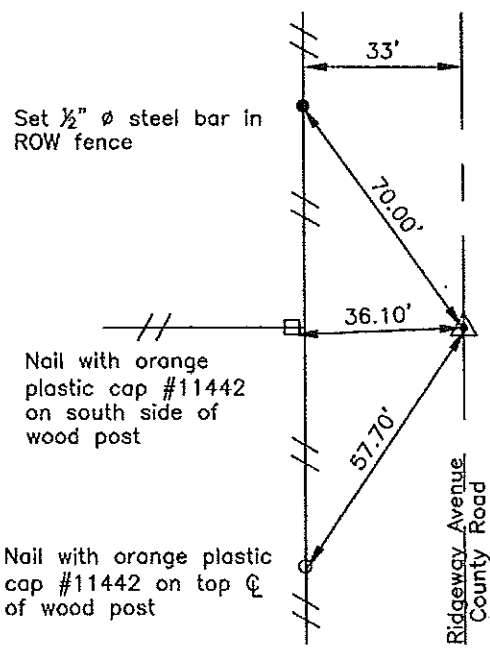 33'
Set ½" ø steel bar in
ROW fence
70.00'
36.10'
Nail with orange
plastic cap #11442
on south side of
wood post
57.70'
Nail with orange plastic
cap #11442 on top ℄
of wood post
Ridgeway Avenue
County Road